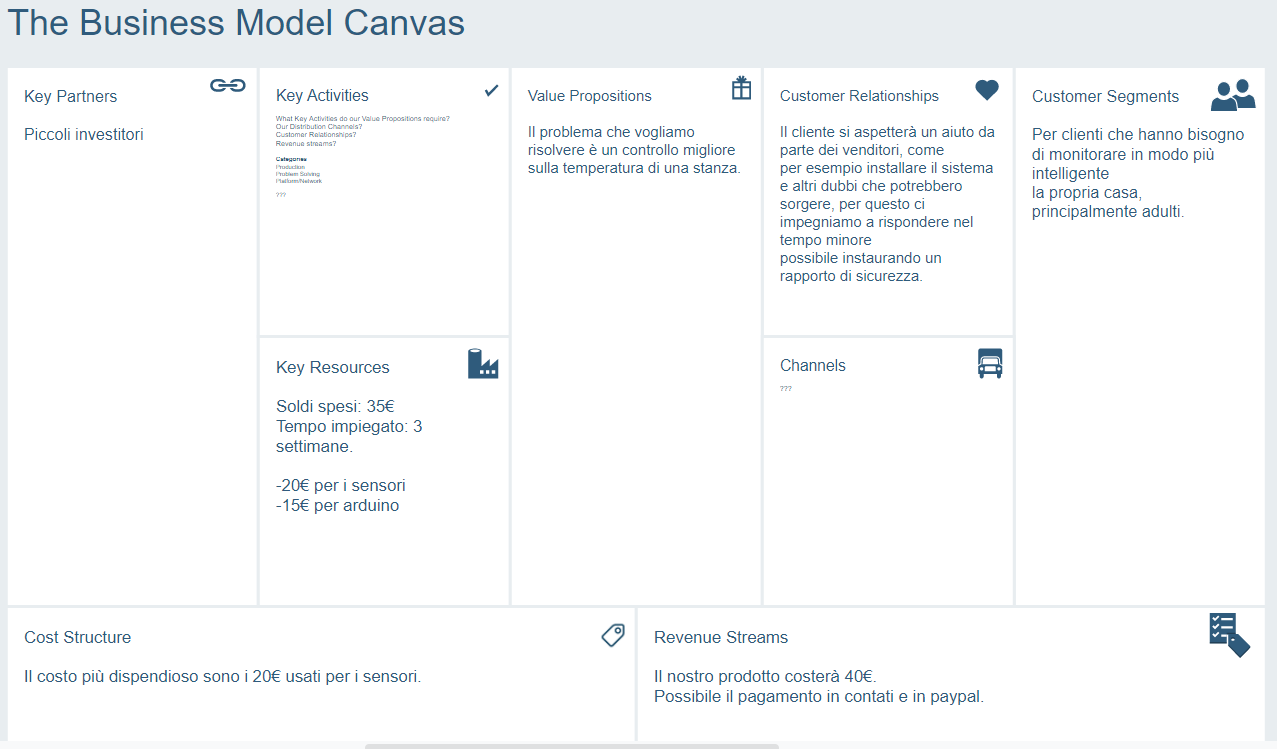 The Business Model Canvas
Key Partners
Piccoli investitori
Key Activities
What Key Activities do our Value Propositions require?
Our Distribution Channels?
Customer Relationships?
Revenue streams?
Categories
Production
Problem Solving
Platform/Network
???
Key Resources
Soldi spesi: 35€
Tempo impiegato: 3
settimane.
-20€ per i sensori
-15€ per arduino
Value Propositions
Il problema che vogliamo
risolvere è un controllo migliore
sulla temperatura di una stanza.
Customer Relationships
Il cliente si aspetterà un aiuto da
parte dei venditori, come
per esempio installare il sistema
e altri dubbi che potrebbero
sorgere, per questo ci
impegniamo a rispondere nel
tempo minore
possibile instaurando un
rapporto di sicurezza.
Channels
???
Customer Segments
Per clienti che hanno bisogno
di monitorare in modo più
intelligente
la propria casa,
principalmente adulti.
Cost Structure
Il costo più dispendioso sono i 20€ usati per i sensori.
Revenue Streams
Il nostro prodotto costerà 40€.
Possibile il pagamento in contati e in paypal.